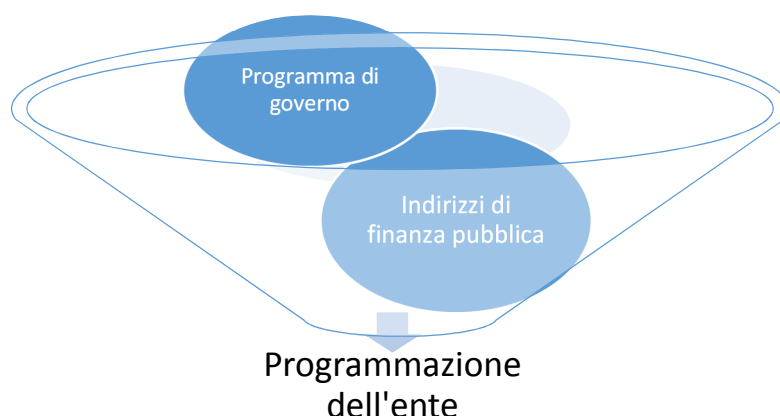 Programma di
governo
Indirizzi di
finanza pubblica
Programmazione
dell'ente